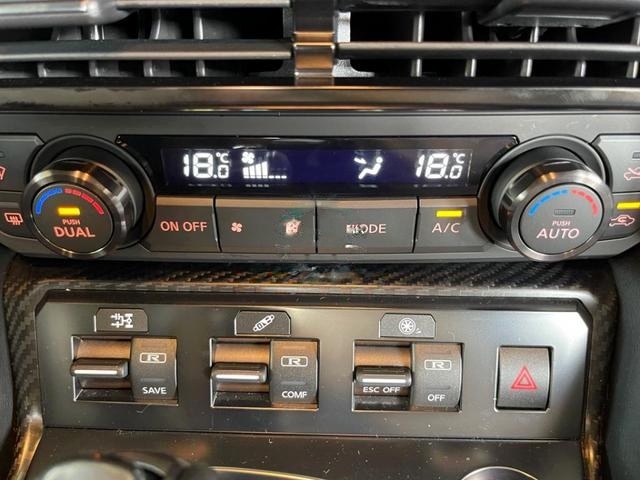 18.0°C 18.0°C
PUSH
DUAL
ON OFF
MODE
A/C
PUSH
AUTO
R
SAVE
R
COMF
ESC OFF
R
OFF